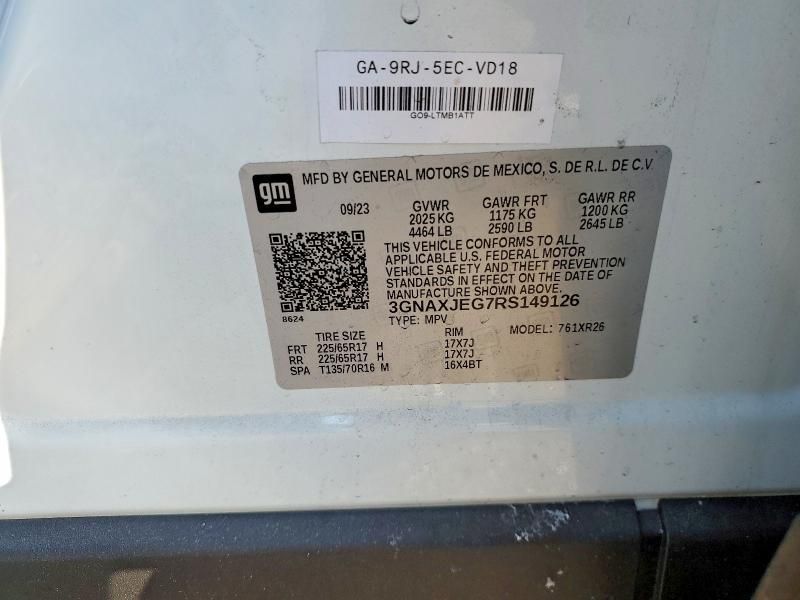 GA-9RJ-5EC-VD18
GO9-LTMB1ATT
gm
MFD BY GENERAL MOTORS DE MEXICO, S. DE R.L. DE C.V.
09/23 GVWR GAWR FRT GAWR RR
2025 KG 1175 KG 1200 KG
4464 LB 2590 LB 2645 LB
THIS VEHICLE CONFORMS TO ALL
APPLICABLE U.S. FEDERAL MOTOR
VEHICLE SAFETY AND THEFT PREVENTION
STANDARDS IN EFFECT ON THE DATE OF
MANUFACTURE SHOWN ABOVE.
3GNAXJEG7RS149126
8624
TYPE: MPV MODEL: 761XR26
TIRE SIZE RIM
FRT 225/65R17 H 17X7J
RR 225/65R17 H 17X7J
SPA T135/70R16 M 16X4BT